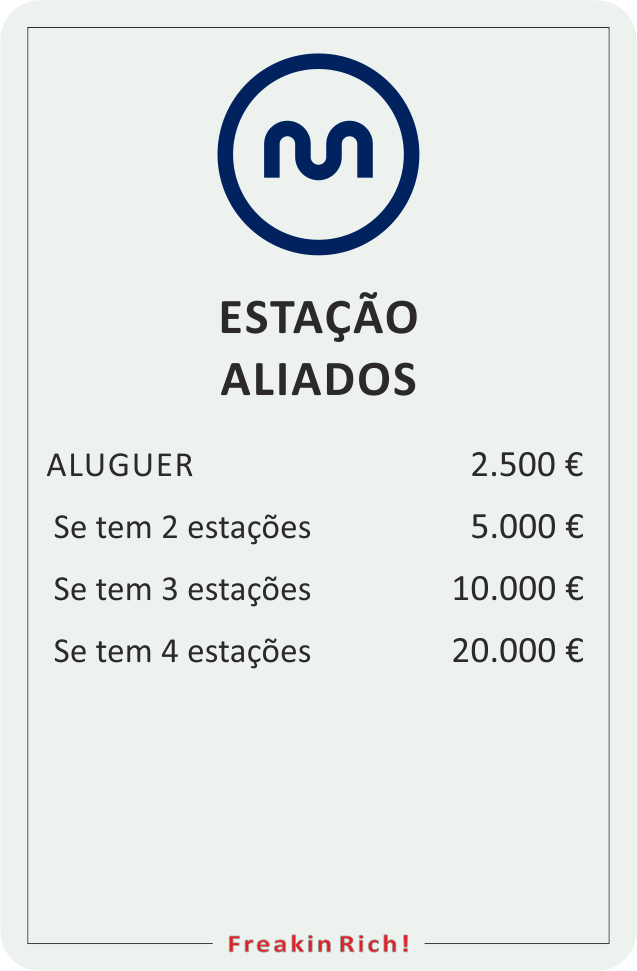 ESTAÇÃO
ALIADOS
ALUGUER 2.500 €
Se tem 2 estações 5.000 €
Se tem 3 estações 10.000 €
Se tem 4 estações 20.000 €
Freakin Rich!